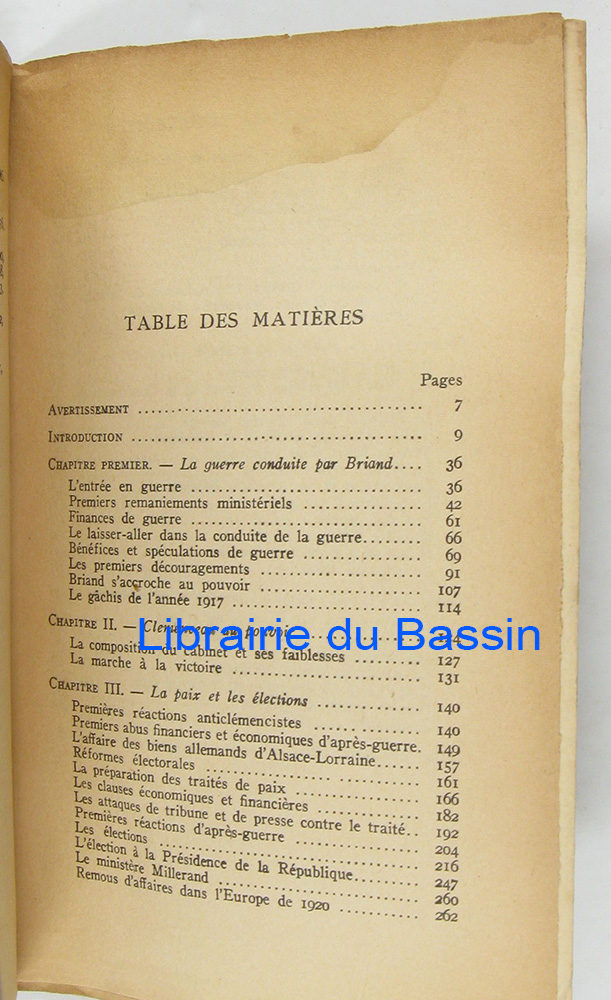 TABLE DES MATIÈRES
Pages
AVERTISSEMENT ........................................ 7
INTRODUCTION ........................................ 9
CHAPITRE PREMIER. — La guerre conduite par Briand.... 36
L'entrée en guerre ................................ 36
Premiers remaniements ministériels ................ 42
Finances de guerre ................................ 61
Le laisser-aller dans la conduite de la guerre........ 66
Bénéfices et spéculations de guerre ................ 69
Les premiers découragements ........................ 91
Briand s'accroche au pouvoir ........................ 107
Le gâchis de l'année 1917 ........................ 114
CHAPITRE II. — Clemenceau au pouvoir ................
Librairie du Bassin
La composition du cabinet et ses faiblesses .......... 127
La marche à la victoire ............................ 131
CHAPITRE III. — La paix et les élections .............. 140
Premières réactions anticlémencistes ................ 140
Premiers abus financiers et économiques d'après-guerre. 149
L'affaire des biens allemands d'Alsace-Lorraine....... 157
Réformes électorales ................................ 161
La préparation des traités de paix .................. 166
Les clauses économiques et financières .............. 182
Les attaques de tribune et de presse contre le traité.. 192
Premières réactions d'après-guerre .................. 204
Les élections ...................................... 216
L'élection à la Présidence de la République.......... 247
Le ministère Millerand .............................. 260
Remous d'affaires dans l'Europe de 1920 ............ 262